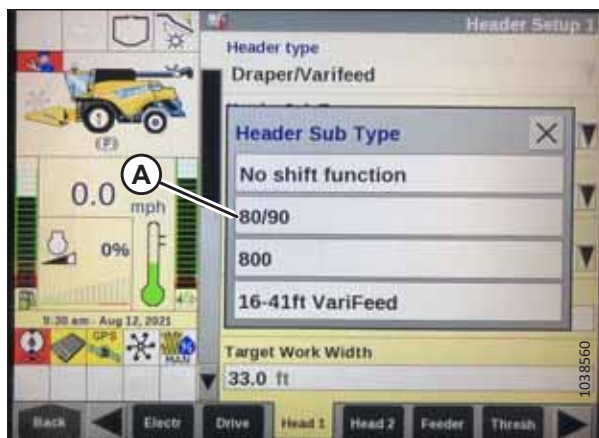 Header Setup 1
Header type
Draper/Varifeed
Header Sub Type
No shift function
80/90
800
16-41ft VariFeed
A
(P)
1
0.0 mph
0%
9:30 am - Aug 12, 2021
GPS
MAN
Target Work Width
33.0 ft
1038560
Back
Electr
Drive
Head 1
Head 2
Feeder
Thresh